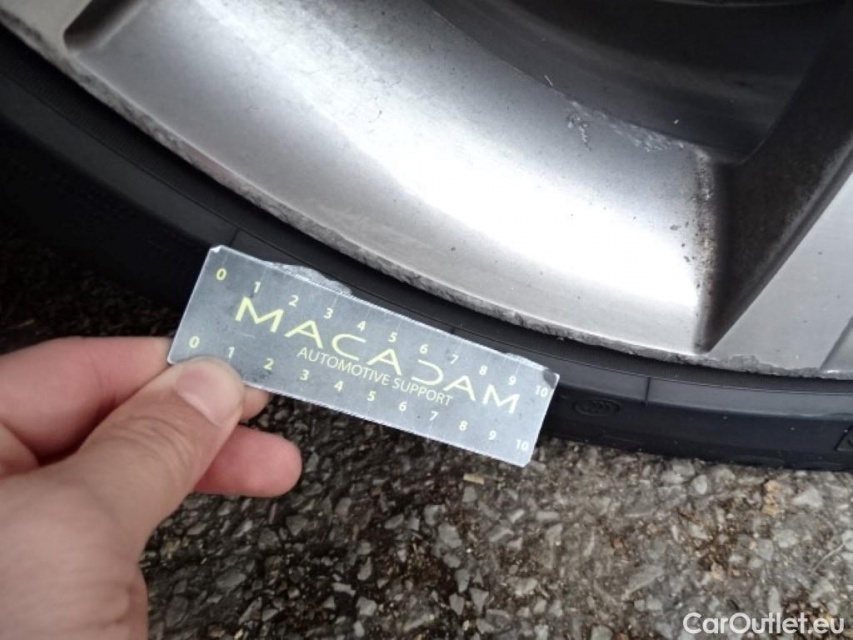 0 1 2 3 4 5 6 7 8 9 10
MACADAM
AUTOMOTIVE SUPPORT
0 1 2 3 4 5 6 7 8 9 10
CarOutlet.eu